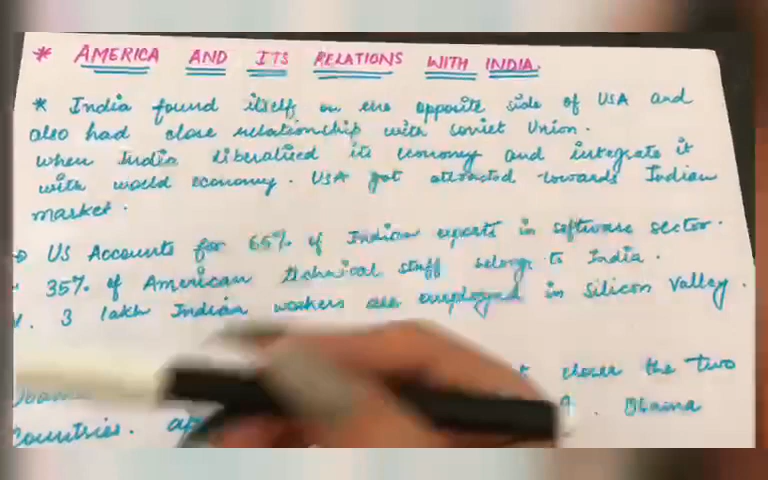 * AMERICA AND ITS RELATIONS WITH INDIA.
* India found itself on the opposite side of USA and
also had close relationship with soviet Union.
when India liberalised its economy and integrate it
with world economy. USA got attracted towards Indian
market.
→ US Accounts for 65% of Indian exports in software sector.
35% of American technical staff belongs to India.
3 lakh Indian workers are employed in Silicon Valley.
closer the two
Obama
Countries.